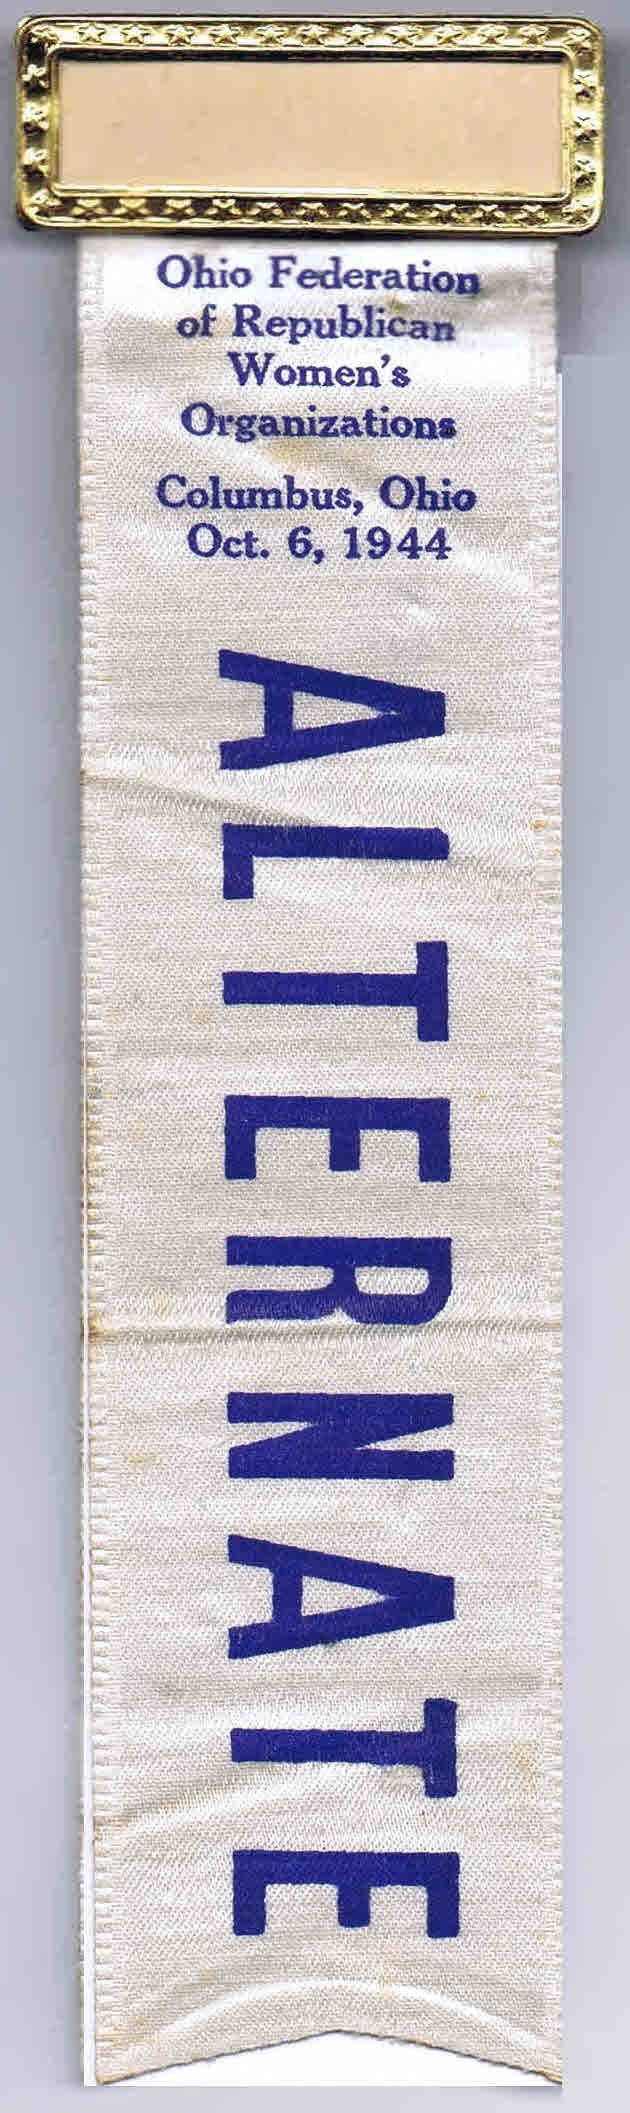 Ohio Federation
of Republican
Women's
Organizations
Columbus, Ohio
Oct. 6, 1944
ALTERNATE